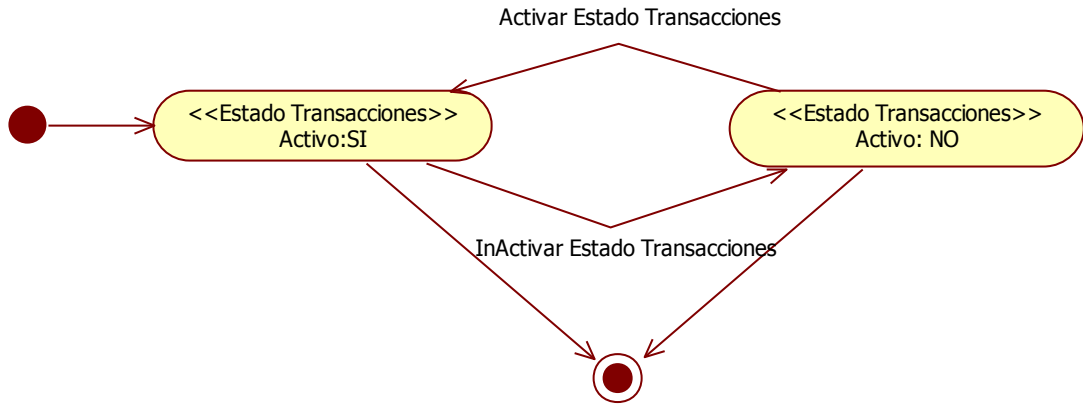 Activar Estado Transacciones
<<Estado Transacciones>>
Activo:SI
<<Estado Transacciones>>
Activo: NO
InActivar Estado Transacciones